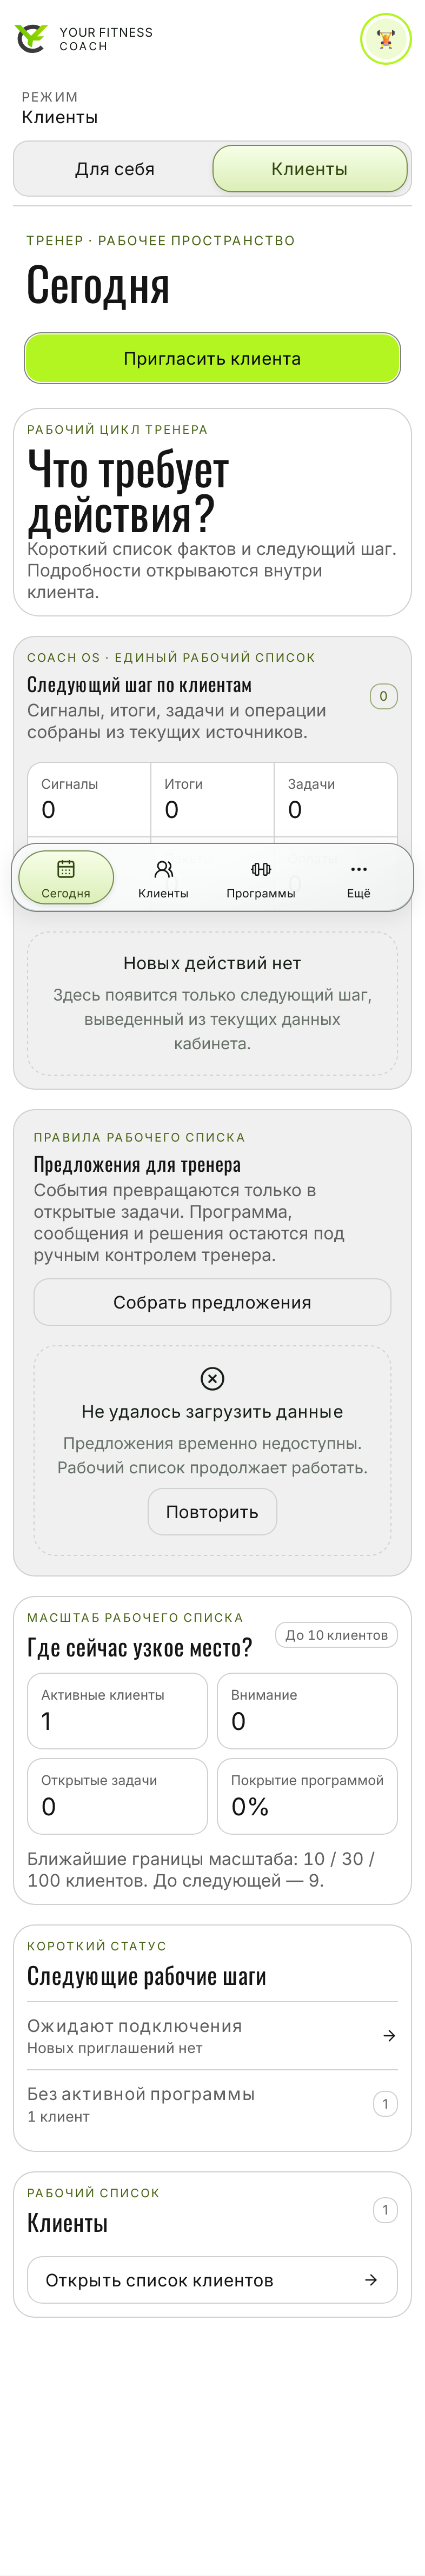 YOUR FITNESS
COACH
РЕЖИМ
Клиенты
Для себя
Клиенты
ТРЕНЕР · РАБОЧЕЕ ПРОСТРАНСТВО
Сегодня
Пригласить клиента
РАБОЧИЙ ЦИКЛ ТРЕНЕРА
Что требует
действия?
Короткий список фактов и следующий шаг.
Подробности открываются внутри
клиента.
COACH OS · ЕДИНЫЙ РАБОЧИЙ СПИСОК
Следующий шаг по клиентам
0
Сигналы, итоги, задачи и операции
собраны из текущих источников.
Сигналы
Итоги
Задачи
0
0
0
Сегодня
Клиенты
Программы
Ещё
Новых действий нет
Здесь появится только следующий шаг,
выведенный из текущих данных
кабинета.
ПРАВИЛА РАБОЧЕГО СПИСКА
Предложения для тренера
События превращаются только в
открытые задачи. Программа,
сообщения и решения остаются под
ручным контролем тренера.
Собрать предложения
Не удалось загрузить данные
Предложения временно недоступны.
Рабочий список продолжает работать.
Повторить
МАСШТАБ РАБОЧЕГО СПИСКА
Где сейчас узкое место?
До 10 клиентов
Активные клиенты
1
Внимание
0
Открытые задачи
0
Покрытие программой
0%
Ближайшие границы масштаба: 10 / 30 /
100 клиентов. До следующей — 9.
КОРОТКИЙ СТАТУС
Следующие рабочие шаги
Ожидают подключения
Новых приглашений нет
Без активной программы
1 клиент
1
РАБОЧИЙ СПИСОК
Клиенты
1
Открыть список клиентов